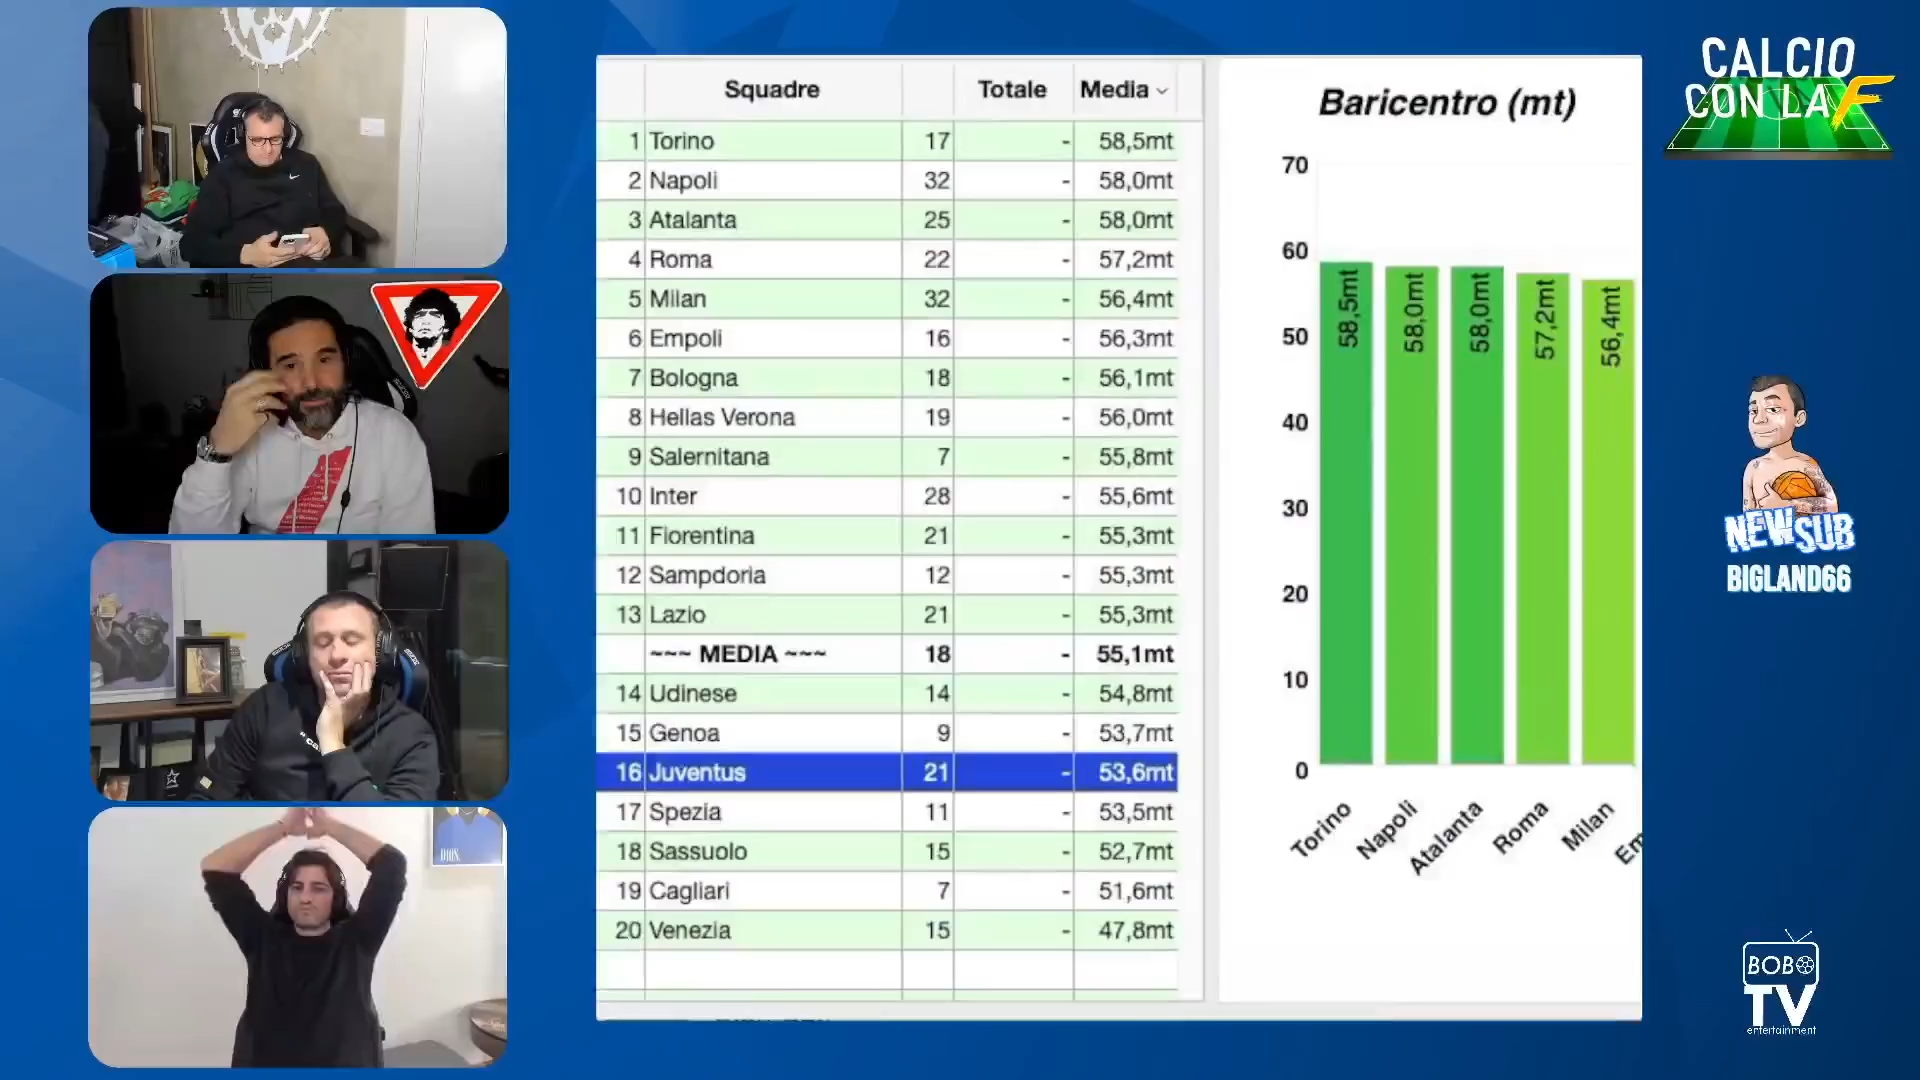 Squadre Totale Media
1 Torino 17 - 58,5mt
2 Napoli 32 - 58,0mt
3 Atalanta 25 - 58,0mt
4 Roma 22 - 57,2mt
5 Milan 32 - 56,4mt
6 Empoli 16 - 56,3mt
7 Bologna 18 - 56,1mt
8 Hellas Verona 19 - 56,0mt
9 Salernitana 7 - 55,8mt
10 Inter 28 - 55,6mt
11 Fiorentina 21 - 55,3mt
12 Sampdoria 12 - 55,3mt
13 Lazio 21 - 55,3mt
~~~ MEDIA ~~~ 18 - 55,1mt
14 Udinese 14 - 54,8mt
15 Genoa 9 - 53,7mt
16 Juventus 21 - 53,6mt
17 Spezia 11 - 53,5mt
18 Sassuolo 15 - 52,7mt
19 Cagliari 7 - 51,6mt
20 Venezia 15 - 47,8mt
Baricentro (mt)
70
60
50
40
30
20
10
0
58,5mt 58,0mt 58,0mt 57,2mt 56,4mt
Torino Napoli Atalanta Roma Milan Em
CALCIO
CON LA F
NEW SUB
BIGLAND66
BOBO
TV
entertainment
DIOS.